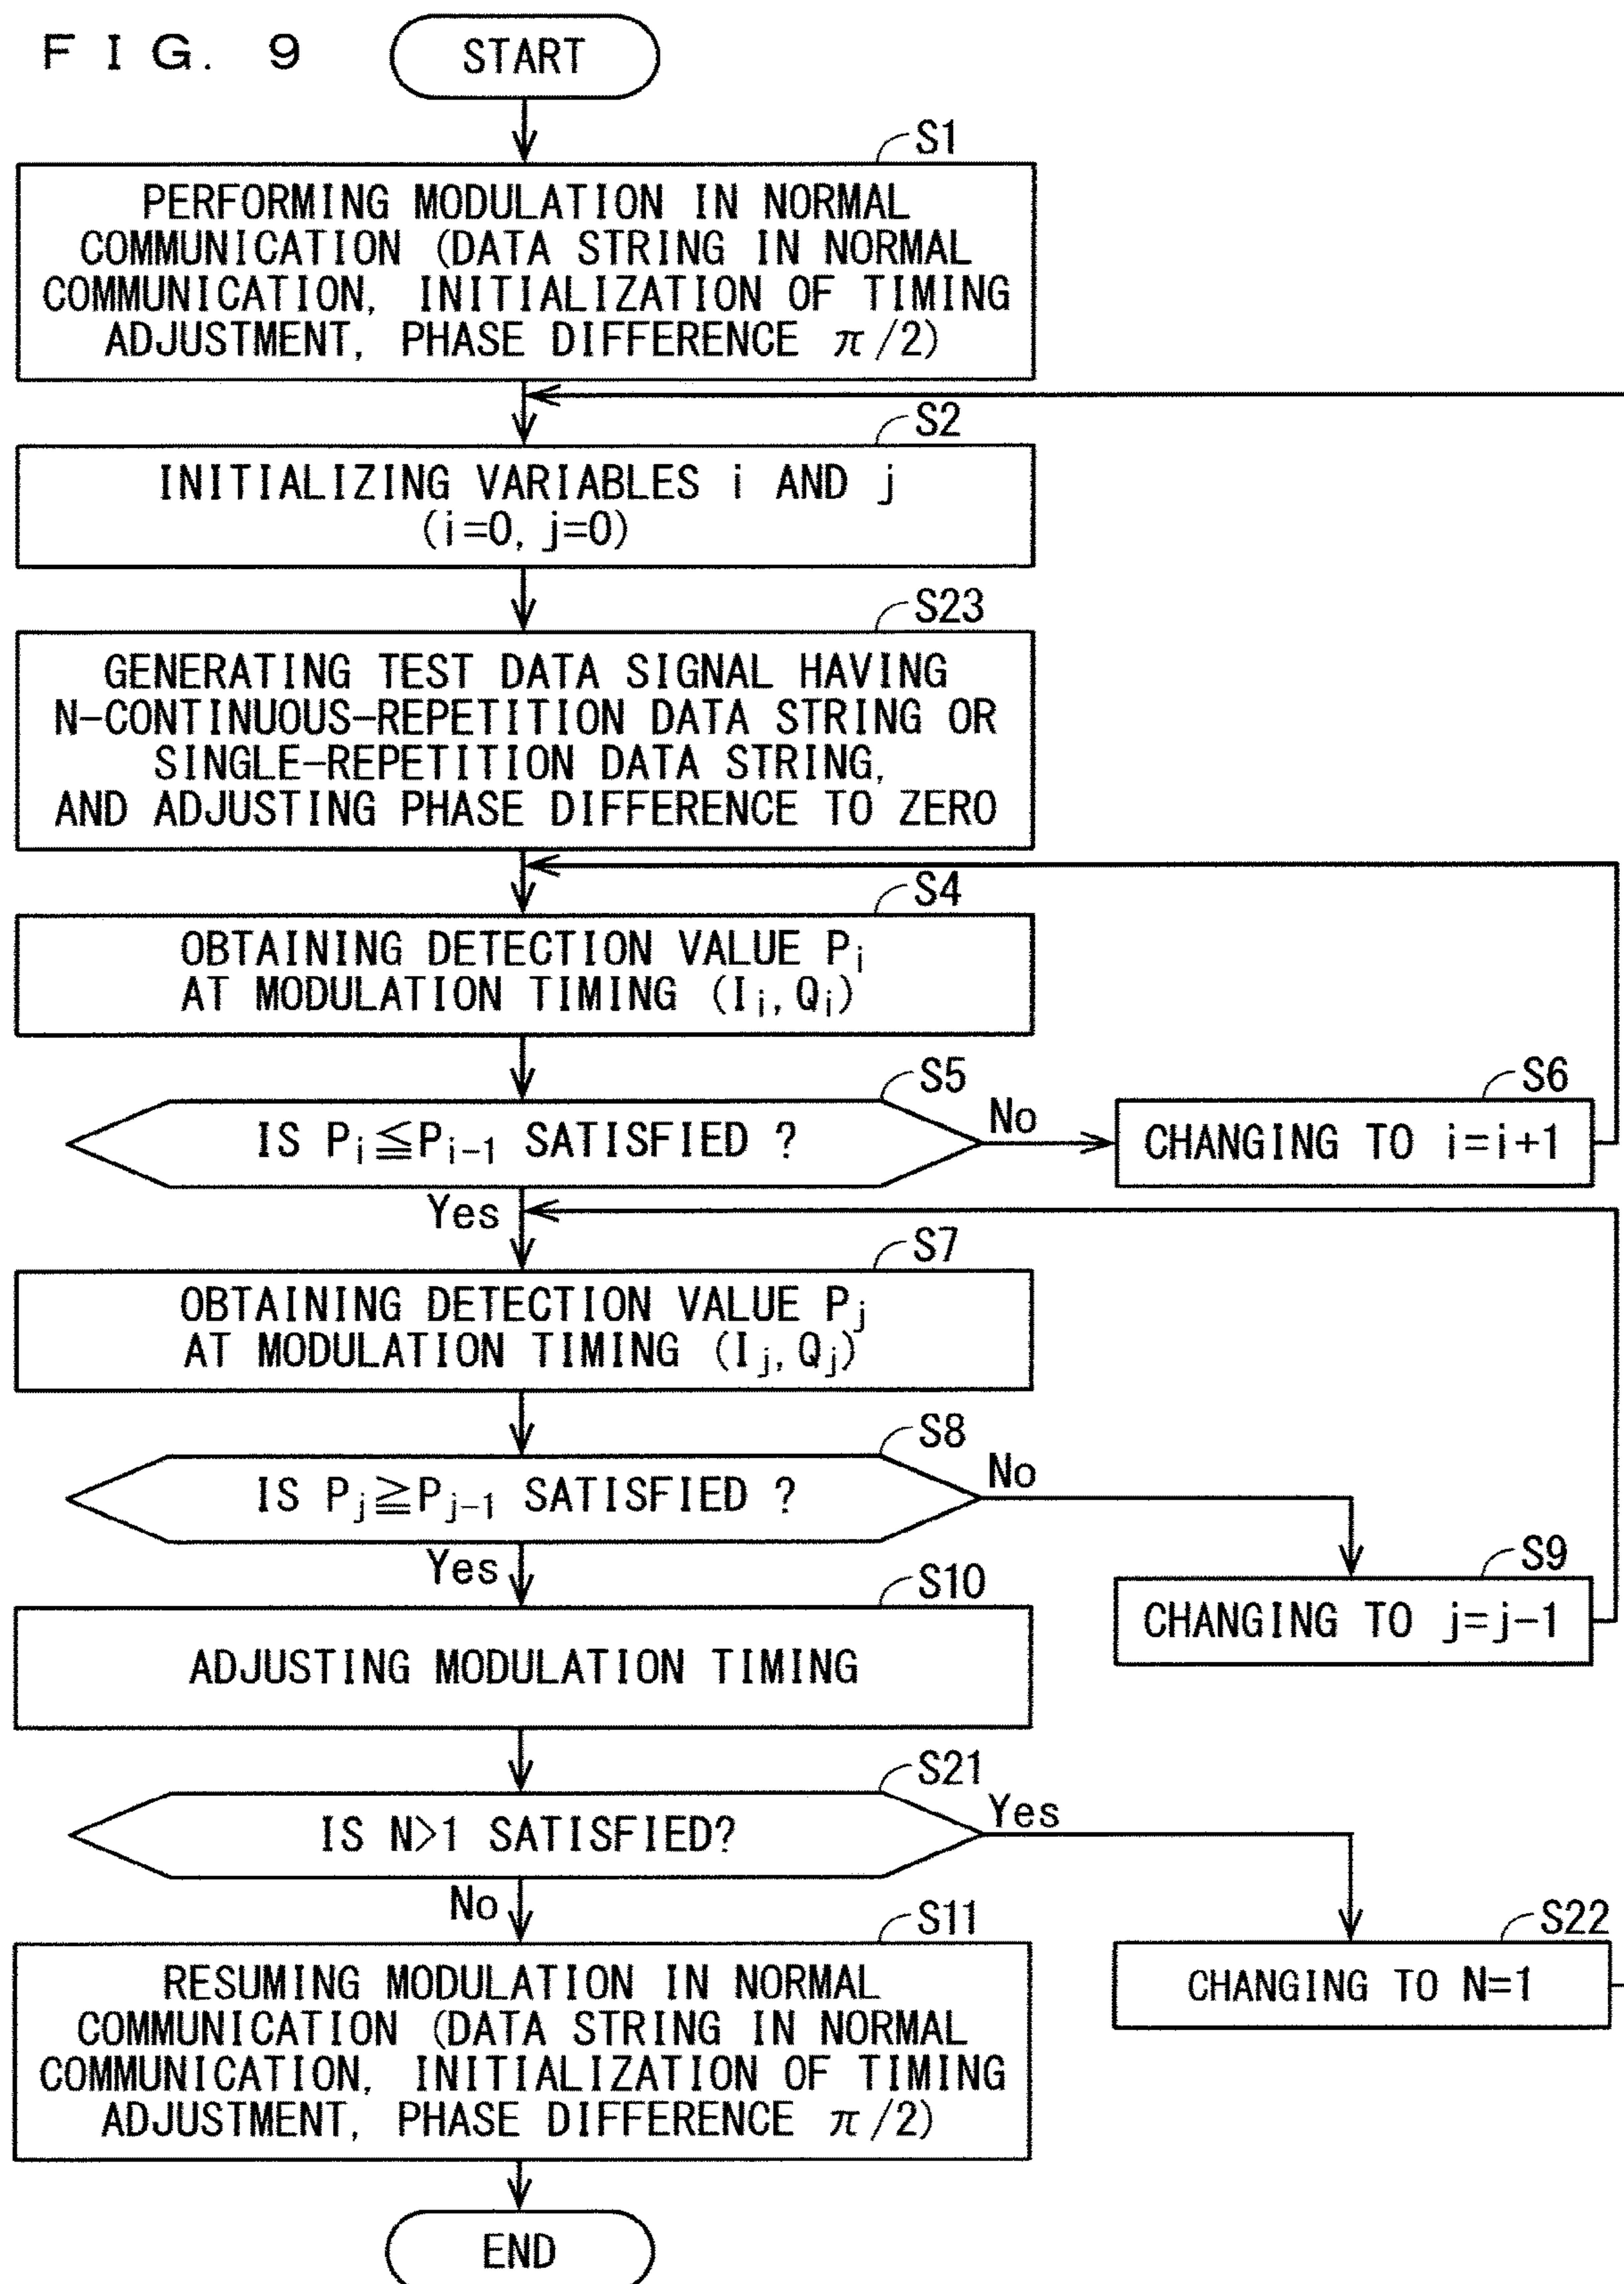 FIG. 9
START
S1
PERFORMING MODULATION IN NORMAL
COMMUNICATION (DATA STRING IN NORMAL
COMMUNICATION, INITIALIZATION OF TIMING
ADJUSTMENT, PHASE DIFFERENCE π/2)
S2
INITIALIZING VARIABLES i AND j
(i=0, j=0)
S23
GENERATING TEST DATA SIGNAL HAVING
N-CONTINUOUS-REPETITION DATA STRING OR
SINGLE-REPETITION DATA STRING,
AND ADJUSTING PHASE DIFFERENCE TO ZERO
S4
OBTAINING DETECTION VALUE Pi
AT MODULATION TIMING (Ii, Qi)
S5
IS Pi≦Pi-1 SATISFIED ?
No
S6
CHANGING TO i=i+1
Yes
S7
OBTAINING DETECTION VALUE Pj
AT MODULATION TIMING (Ij, Qj)
S8
IS Pj≧Pj-1 SATISFIED ?
No
S9
CHANGING TO j=j-1
Yes
S10
ADJUSTING MODULATION TIMING
S21
IS N>1 SATISFIED?
Yes
S22
CHANGING TO N=1
No
S11
RESUMING MODULATION IN NORMAL
COMMUNICATION (DATA STRING IN NORMAL
COMMUNICATION, INITIALIZATION OF TIMING
ADJUSTMENT, PHASE DIFFERENCE π/2)
END